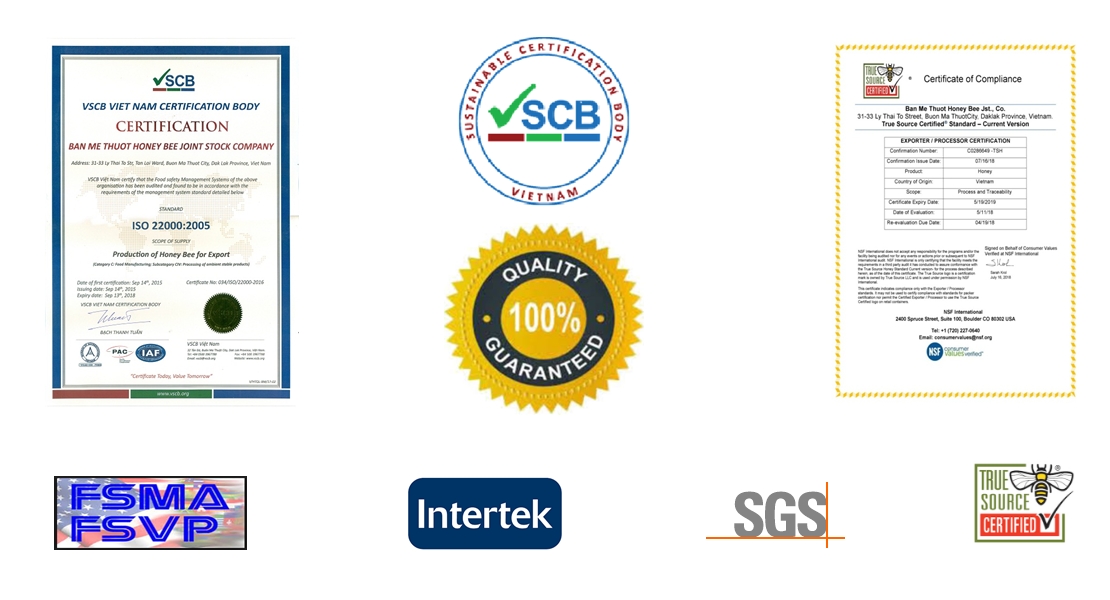 VSCB
VSCB VIET NAM CERTIFICATION BODY
CERTIFICATION
BAN ME THUOT HONEY BEE JOINT STOCK COMPANY
Address: 31-33 Ly Thai To Str, Tan Loi Ward, Buon Ma Thuot City, Dak Lak Province, Viet Nam
VSCB Việt Nam certify that the Food safety Management Systems of the above
organisation has been audited and found to be in accordance with the
requirements of the management system standard detailed below
STANDARD
ISO 22000:2005
SCOPE OF SUPPLY
Production of Honey Bee for Export
(Category C: Food Manufacturing; Subcategory CIV: Processing of ambient stable products)
Date of first certification: Sep 14th, 2015
Certificate No: 034/ISO/22000-2016
Issuing date: Sep 14th, 2015
Expiry date: Sep 13th, 2018
VSCB VIET NAM CERTIFICATION BODY
BACH THANH TUẤN
PAC
IAF
VSCB Việt Nam
"Certificate Today, Value Tomorrow"
www.vscb.org
SUSTAINABLE CERTIFICATION BODY
VSCB
VIETNAM
QUALITY
100%
GUARANTEED
TRUE
SOURCE
CERTIFIED
®
Certificate of Compliance
Ban Me Thuot Honey Bee Jst., Co.
31-33 Ly Thai To Street, Buon Ma ThuotCity, Daklak Province, Vietnam.
True Source Certified® Standard – Current Version
EXPORTER / PROCESSOR CERTIFICATION
Confirmation Number: C0286649 -TSH
Confirmation Issue Date: 07/16/18
Product: Honey
Country of Origin: Vietnam
Scope: Process and Traceability
Certificate Expiry Date: 5/19/2019
Date of Evaluation: 5/11/18
Re-evaluation Due Date: 04/19/19
Signed on Behalf of Consumer Values
Verified at NSF International
Sarah Krol
July 16, 2018
NSF International
2400 Spruce Street, Suite 100, Boulder CO 80302 USA
Tel: +1 (720) 227-0640
Email: consumervalues@nsf.org
NSF
consumer
values verified
FSMA
FSVP
Intertek
SGS
TRUE
SOURCE
CERTIFIED
®